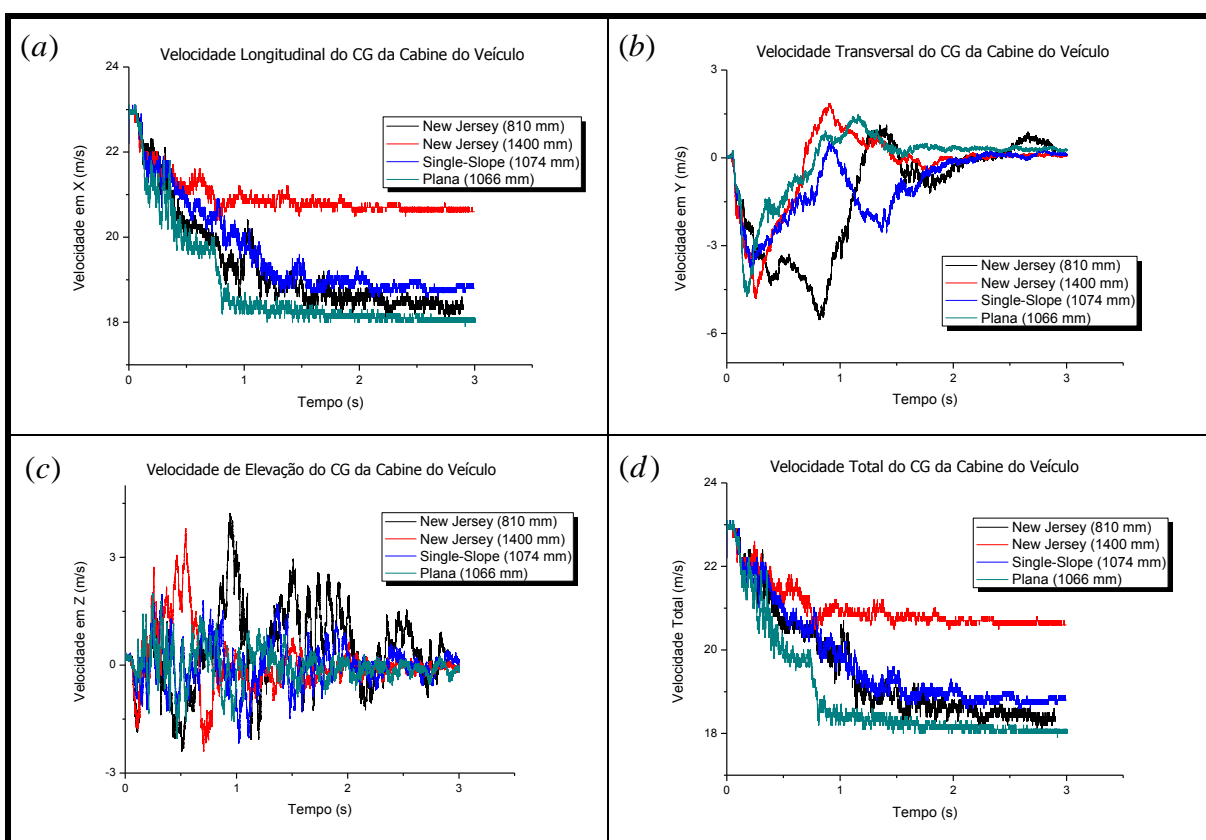 (a)
Velocidade Longitudinal do CG da Cabine do Veículo
24
22
20
18
Velocidade em X (m/s)
New Jersey (810 mm)
New Jersey (1400 mm)
Single-Slope (1074 mm)
Plana (1066 mm)
0
1
2
3
Tempo (s)
(b)
Velocidade Transversal do CG da Cabine do Veículo
3
0
-3
-6
Velocidade em Y (m/s)
New Jersey (810 mm)
New Jersey (1400 mm)
Single-Slope (1074 mm)
Plana (1066 mm)
0
1
2
3
Tempo (s)
(c)
Velocidade de Elevação do CG da Cabine do Veículo
3
0
-3
Velocidade em Z (m/s)
New Jersey (810 mm)
New Jersey (1400 mm)
Single-Slope (1074 mm)
Plana (1066 mm)
0
1
2
3
Tempo (s)
(d)
Velocidade Total do CG da Cabine do Veículo
24
22
20
18
Velocidade Total (m/s)
New Jersey (810 mm)
New Jersey (1400 mm)
Single-Slope (1074 mm)
Plana (1066 mm)
0
1
2
3
Tempo (s)